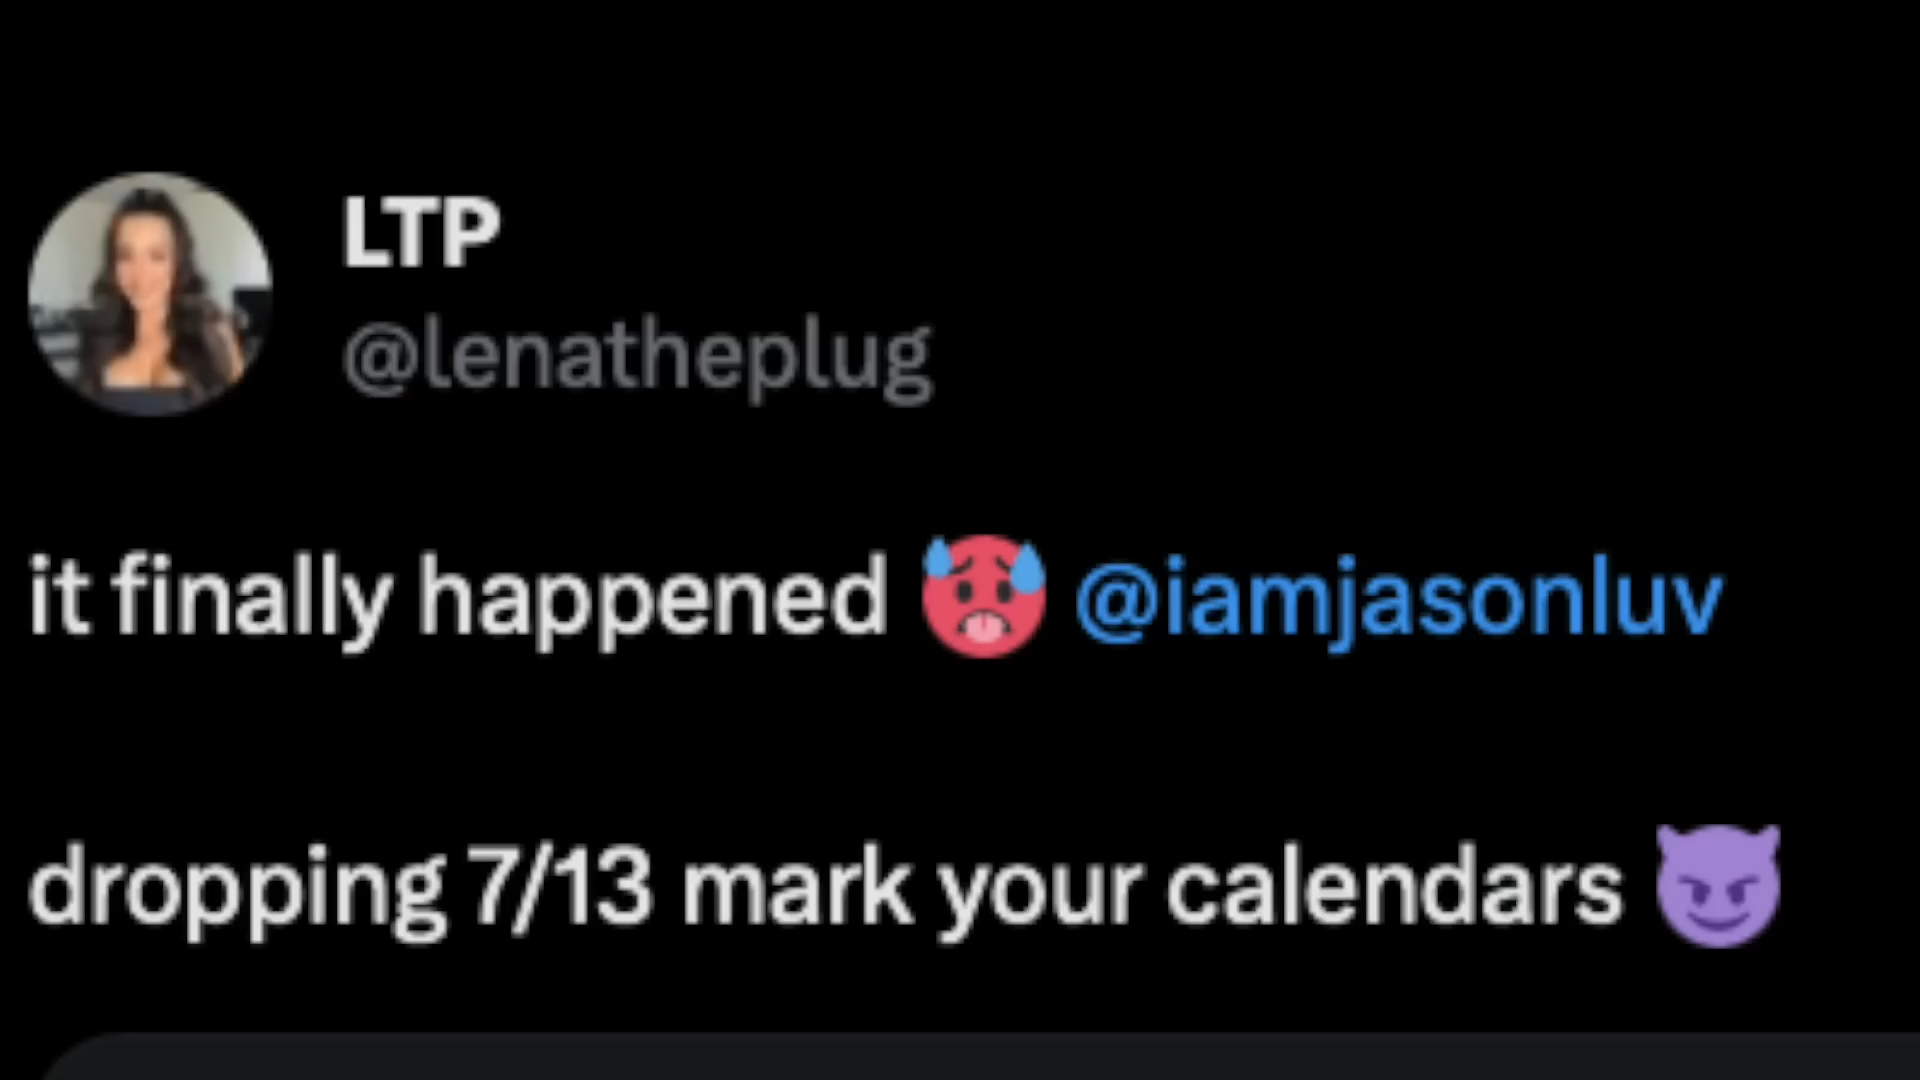 LTP
@lenatheplug
it finally happened 🥵 @iamjasonluv
dropping 7/13 mark your calendars 😈